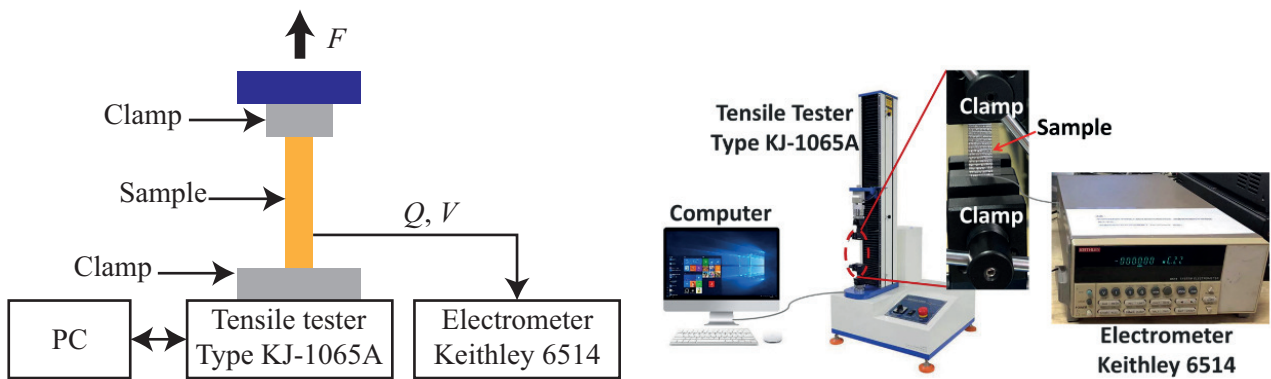 F
Clamp
Sample
Q, V
Clamp
PC
Tensile tester
Type KJ-1065A
Electrometer
Keithley 6514
Tensile Tester
Type KJ-1065A
Clamp
Sample
Computer
Clamp
Electrometer
Keithley 6514